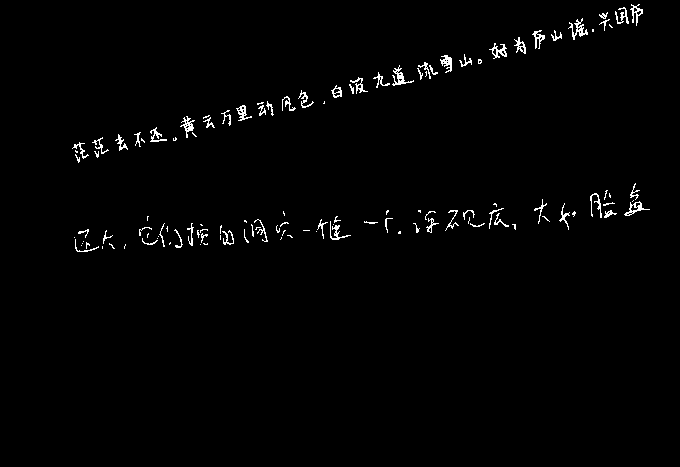 茫茫去不还。黄云万里动风色,白波九道流雪山。好为庐山谣,兴因庐
还大,它们挖的洞穴一个挨一个,深不见底,大如脸盆